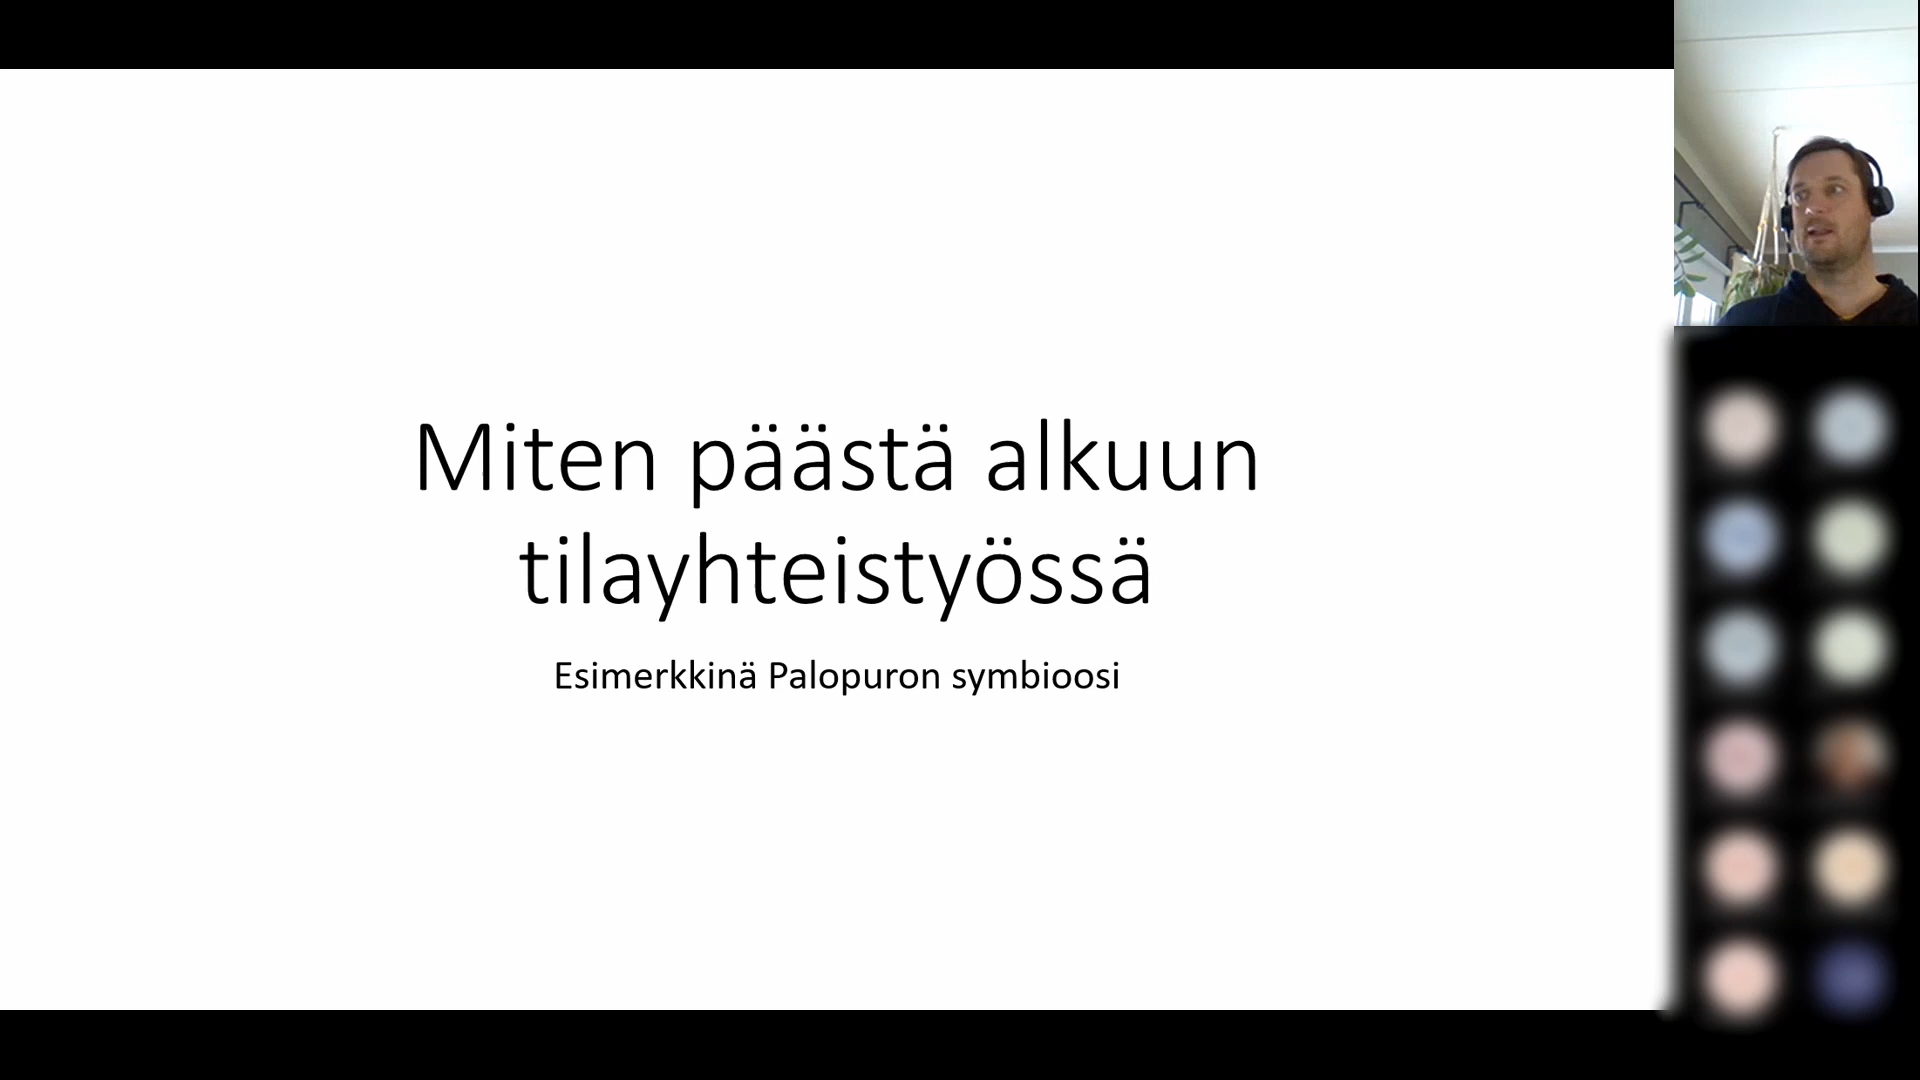 Miten päästä alkuun
tilayhteistyössä
Esimerkkinä Palopuron symbioosi